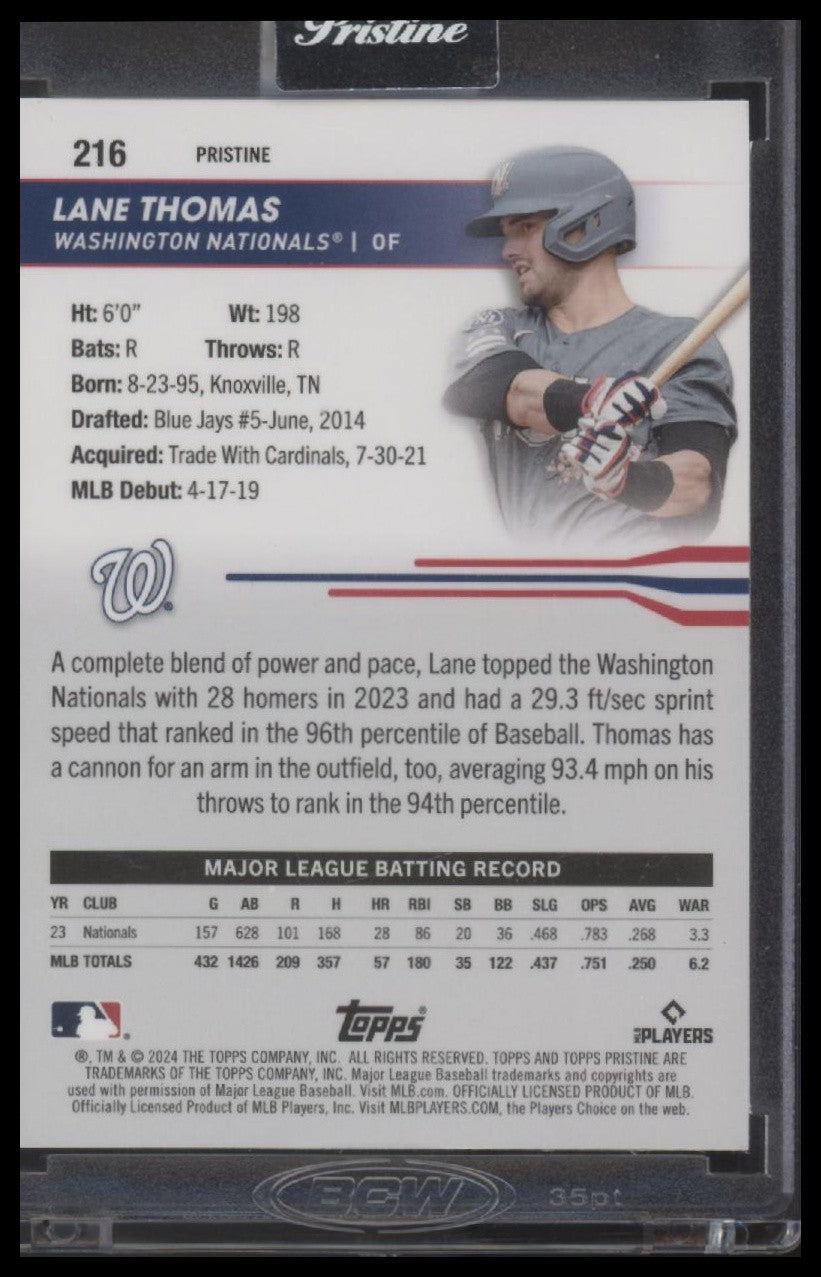 Pristine
216 PRISTINE
LANE THOMAS
WASHINGTON NATIONALS® | OF
Ht: 6'0" Wt: 198
Bats: R Throws: R
Born: 8-23-95, Knoxville, TN
Drafted: Blue Jays #5-June, 2014
Acquired: Trade With Cardinals, 7-30-21
MLB Debut: 4-17-19
W
A complete blend of power and pace, Lane topped the Washington
Nationals with 28 homers in 2023 and had a 29.3 ft/sec sprint
speed that ranked in the 96th percentile of Baseball. Thomas has
a cannon for an arm in the outfield, too, averaging 93.4 mph on his
throws to rank in the 94th percentile.
MAJOR LEAGUE BATTING RECORD
YR CLUB G AB R H HR RBI SB BB SLG OPS AVG WAR
23 Nationals 157 628 101 168 28 86 20 36 .468 .783 .268 3.3
MLB TOTALS 432 1426 209 357 57 180 35 122 .437 .751 .250 6.2
Topps® MLB PLAYERS
®, TM & © 2024 THE TOPPS COMPANY, INC. ALL RIGHTS RESERVED. TOPPS AND TOPPS PRISTINE ARE
TRADEMARKS OF THE TOPPS COMPANY, INC. Major League Baseball trademarks and copyrights are
used with permission of Major League Baseball. Visit MLB.com. OFFICIALLY LICENSED PRODUCT OF MLB.
Officially Licensed Product of MLB Players, Inc. Visit MLBPLAYERS.COM, the Players Choice on the web.
BCW 35pt